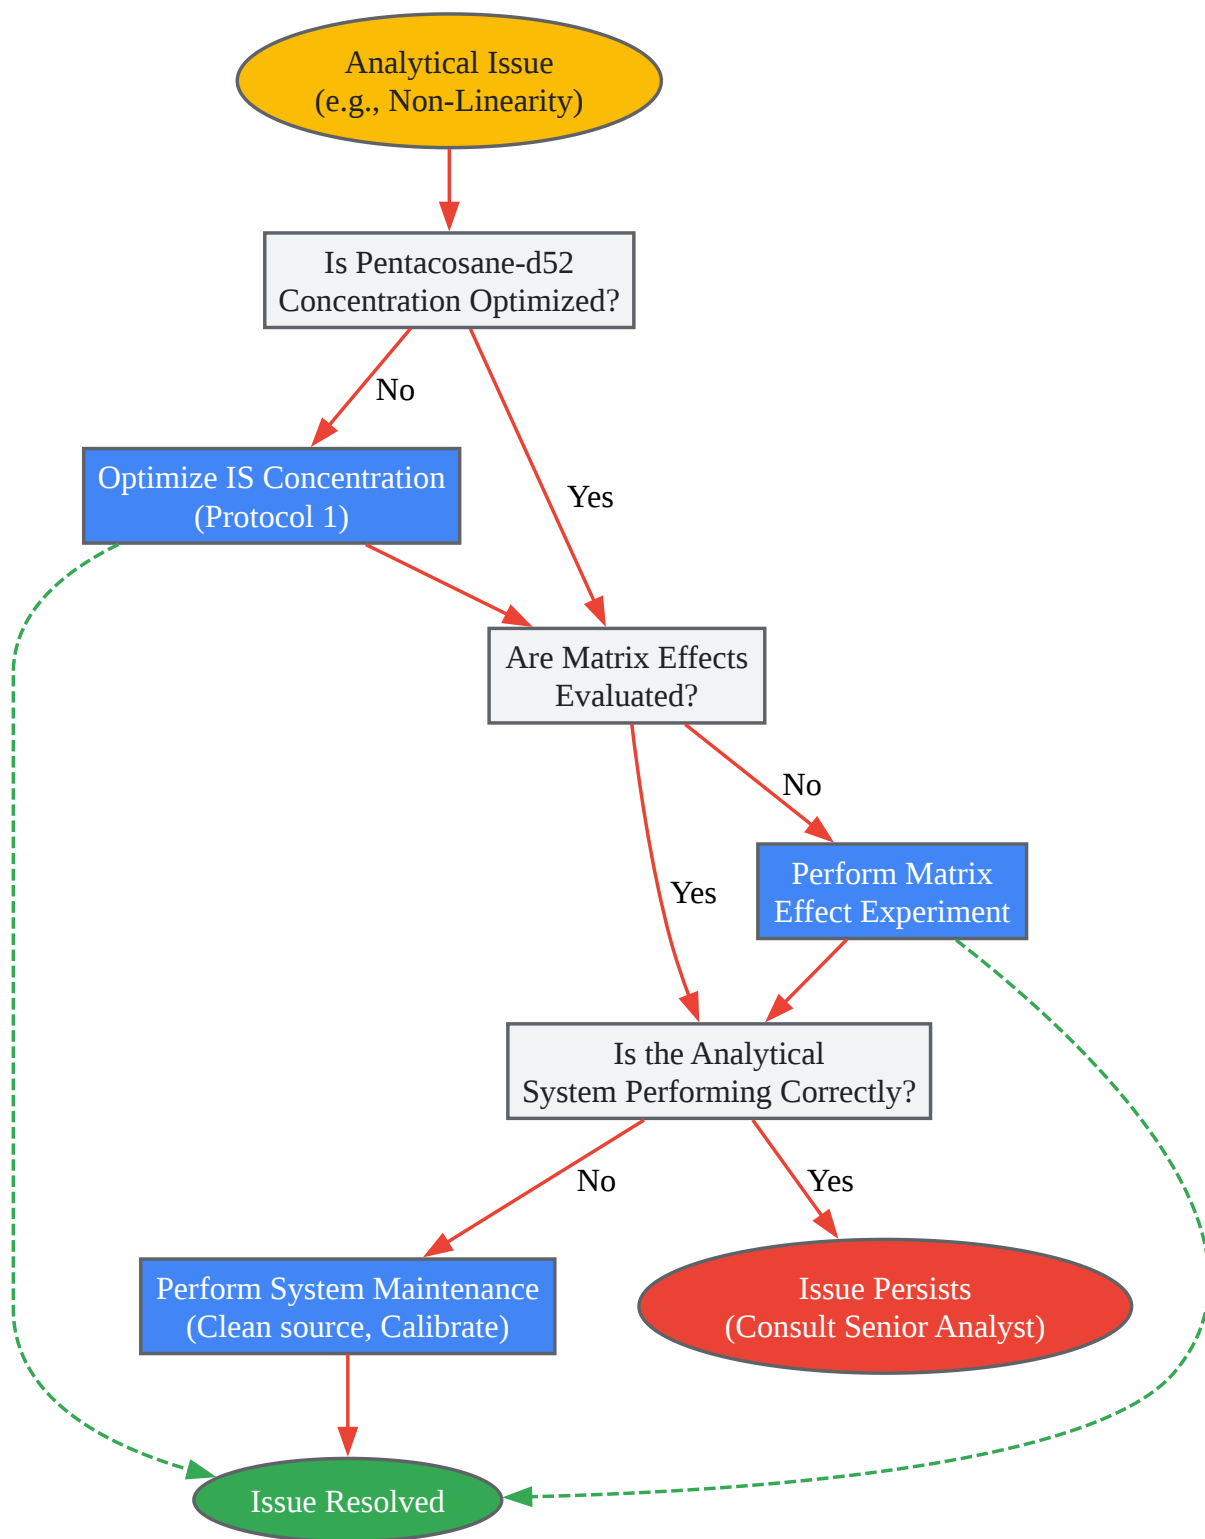 Analytical Issue
(e.g., Non-Linearity)
Is Pentacosane-d52
Concentration Optimized?
No
Optimize IS Concentration
(Protocol 1)
Yes
Are Matrix Effects
Evaluated?
No
Perform Matrix
Effect Experiment
Yes
Is the Analytical
System Performing Correctly?
No
Yes
Perform System Maintenance
(Clean source, Calibrate)
Issue Persists
(Consult Senior Analyst)
Issue Resolved